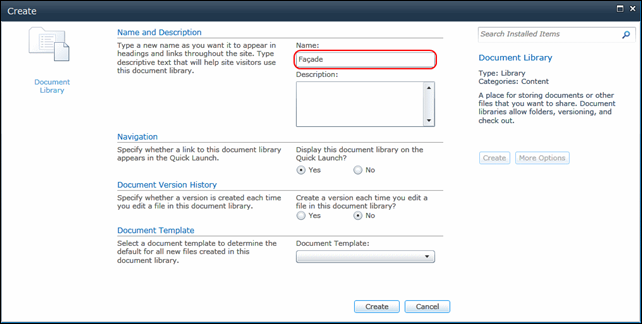 Create
Document
Library
Name and Description
Type a new name as you want it to appear in
headings and links throughout the site. Type
descriptive text that will help site visitors use
this document library.
Name:
Façade
Description:
Navigation
Specify whether a link to this document library
appears in the Quick Launch.
Display this document library on the
Quick Launch?
Yes
No
Document Version History
Specify whether a version is created each time
you edit a file in this document library.
Create a version each time you edit a
file in this document library?
Yes
No
Document Template
Select a document template to determine the
default for all new files created in this
document library.
Document Template:
Create
Cancel
Search Installed Items
Document Library
Type: Library
Categories: Content
A place for storing documents or other
files that you want to share. Document
libraries allow folders, versioning, and
check out.
Create
More Options